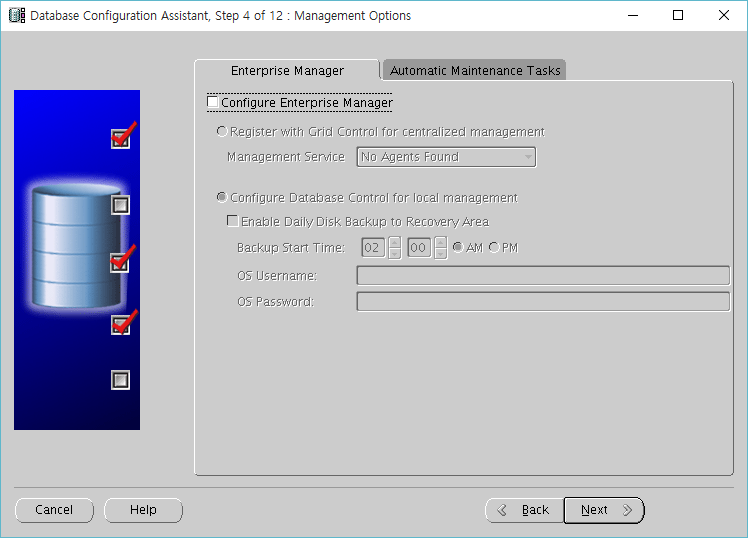 Database Configuration Assistant, Step 4 of 12 : Management Options
Enterprise Manager
Automatic Maintenance Tasks
Configure Enterprise Manager
Register with Grid Control for centralized management
Management Service No Agents Found
Configure Database Control for local management
Enable Daily Disk Backup to Recovery Area
Backup Start Time: 02 00 AM PM
OS Username:
OS Password:
Cancel Help Back Next